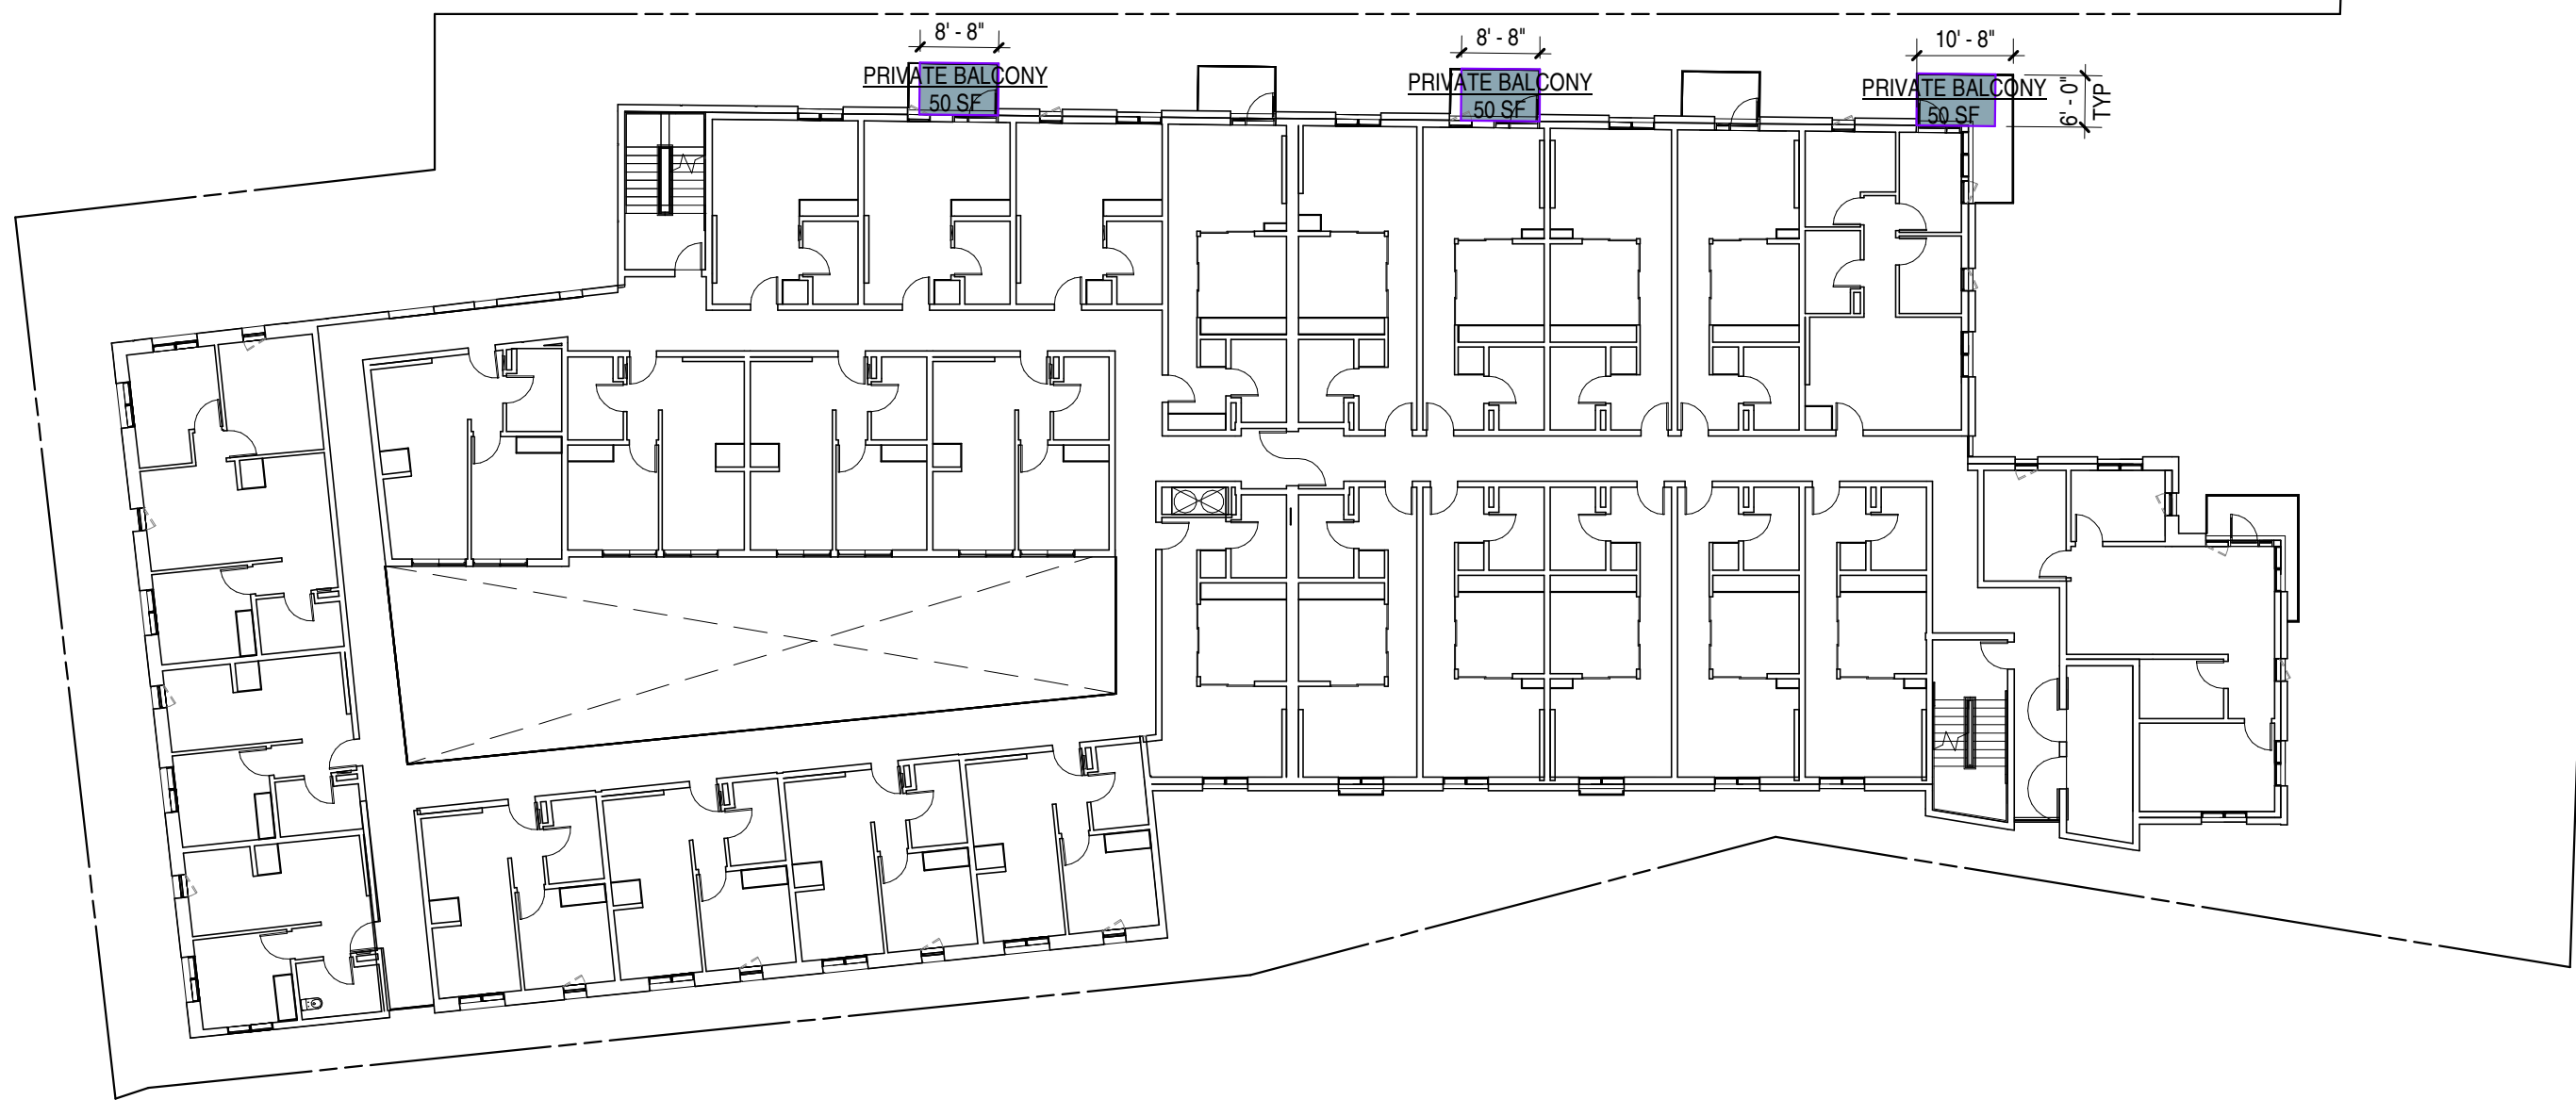 8' - 8"
PRIVATE BALCONY
50 SF
8' - 8"
PRIVATE BALCONY
50 SF
10' - 8"
PRIVATE BALCONY
50 SF
6' - 0"
TYP